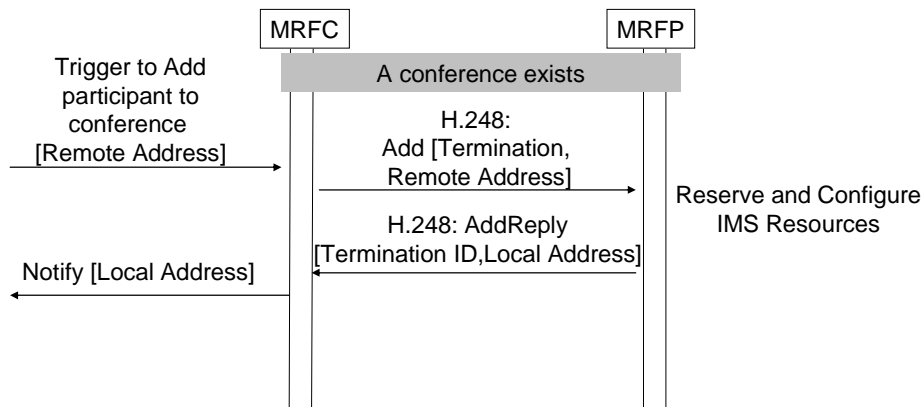 MRFC
MRFP
A conference exists
Trigger to Add
participant to
conference
[Remote Address]
H.248:
Add [Termination,
Remote Address]
Reserve and Configure
IMS Resources
H.248: AddReply
[Termination ID,Local Address]
Notify [Local Address]